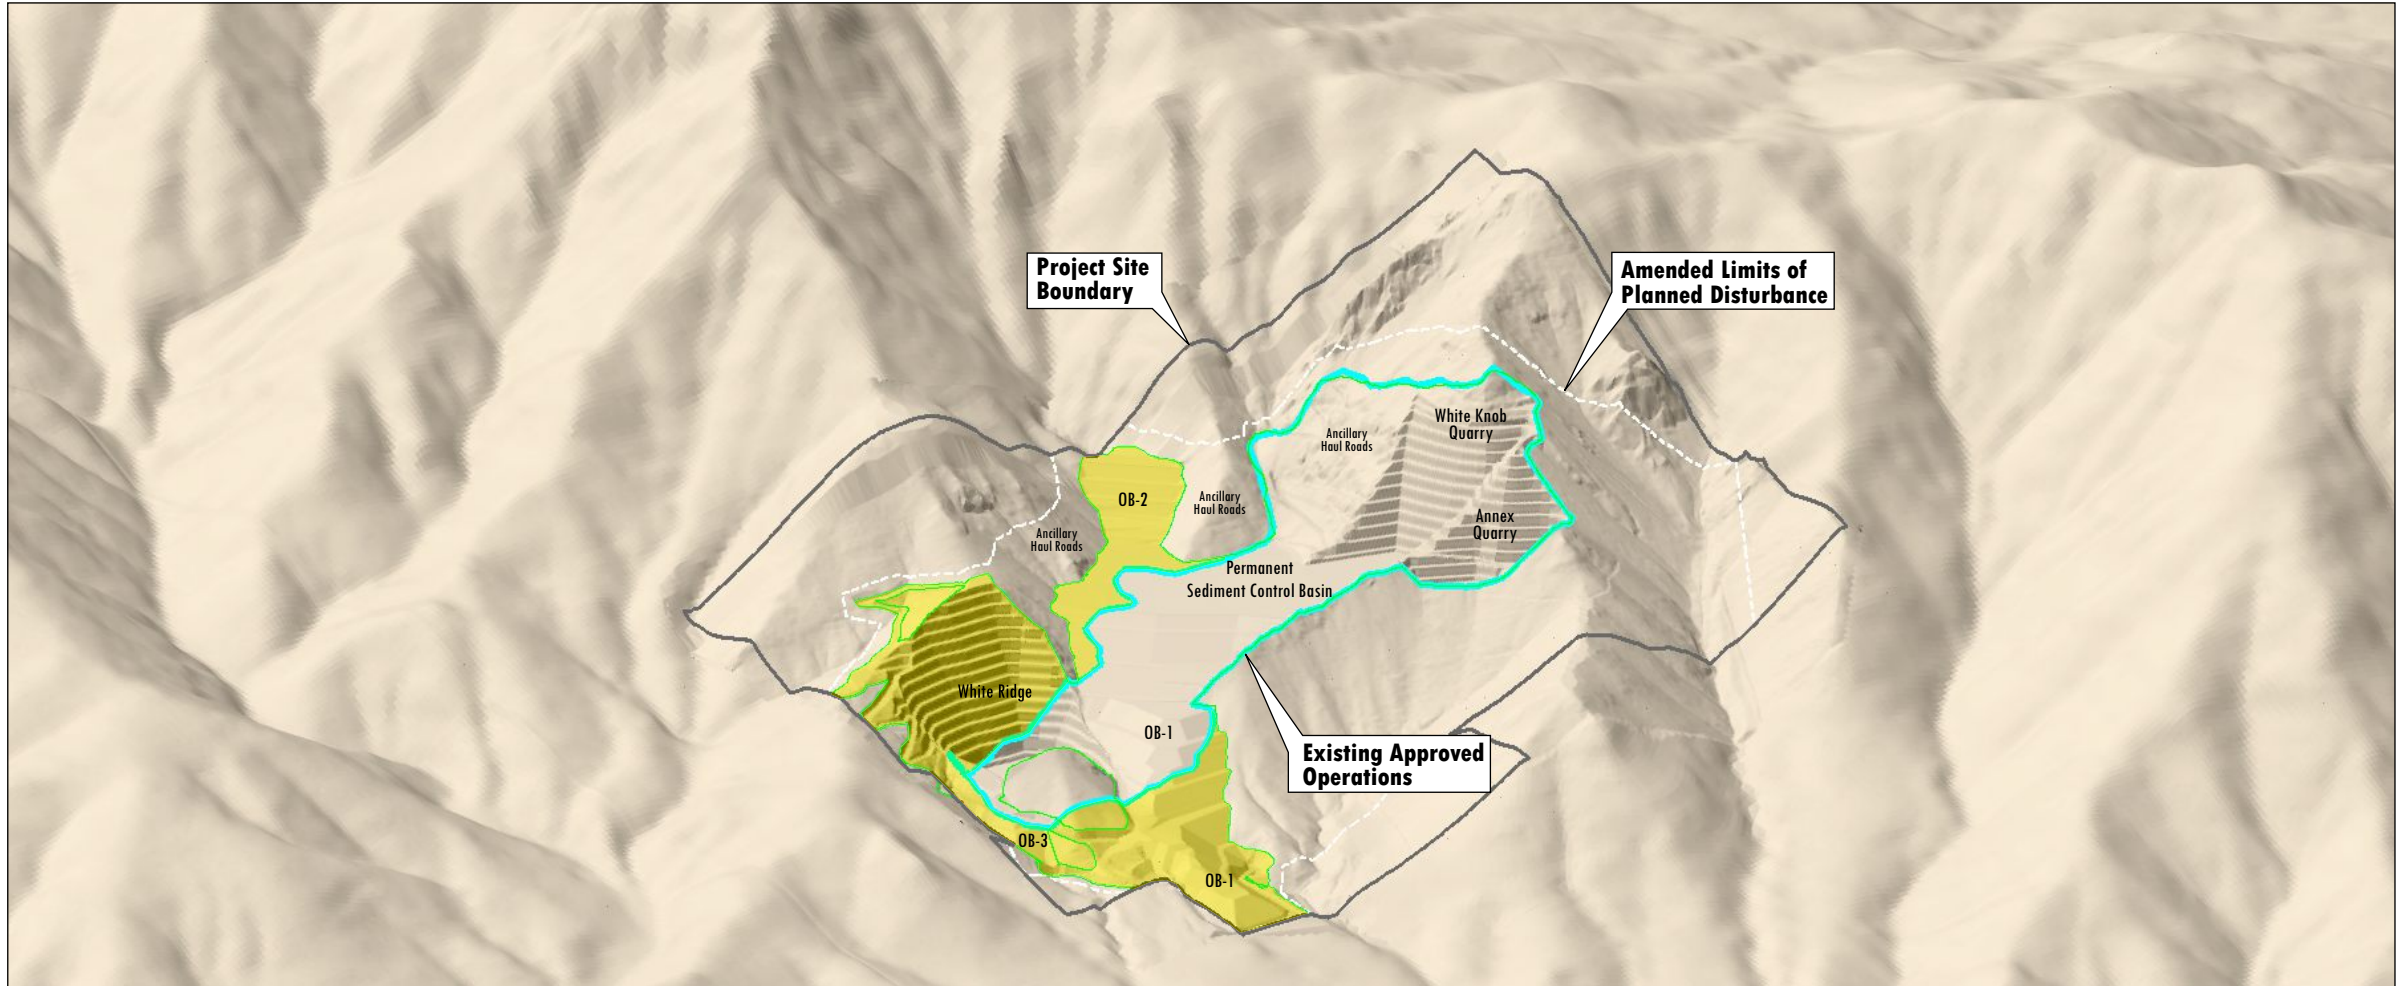 Project Site
Boundary
Amended Limits of
Planned Disturbance
White Knob
Quarry
Ancillary
Haul Roads
OB-2
Ancillary
Haul Roads
Annex
Quarry
Ancillary
Haul Roads
Permanent
Sediment Control Basin
White Ridge
OB-1
Existing Approved
Operations
OB-3
OB-1